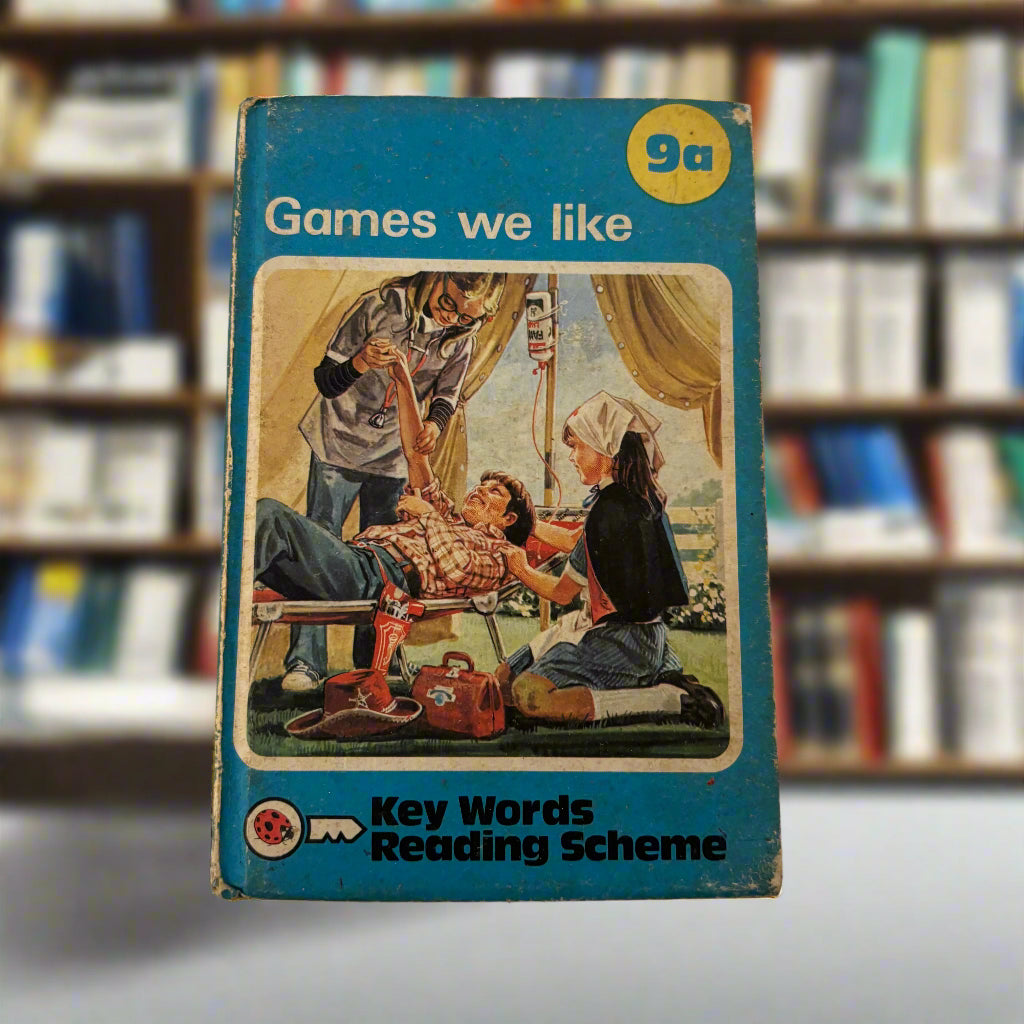 9a
Games we like
Key Words
Reading Scheme